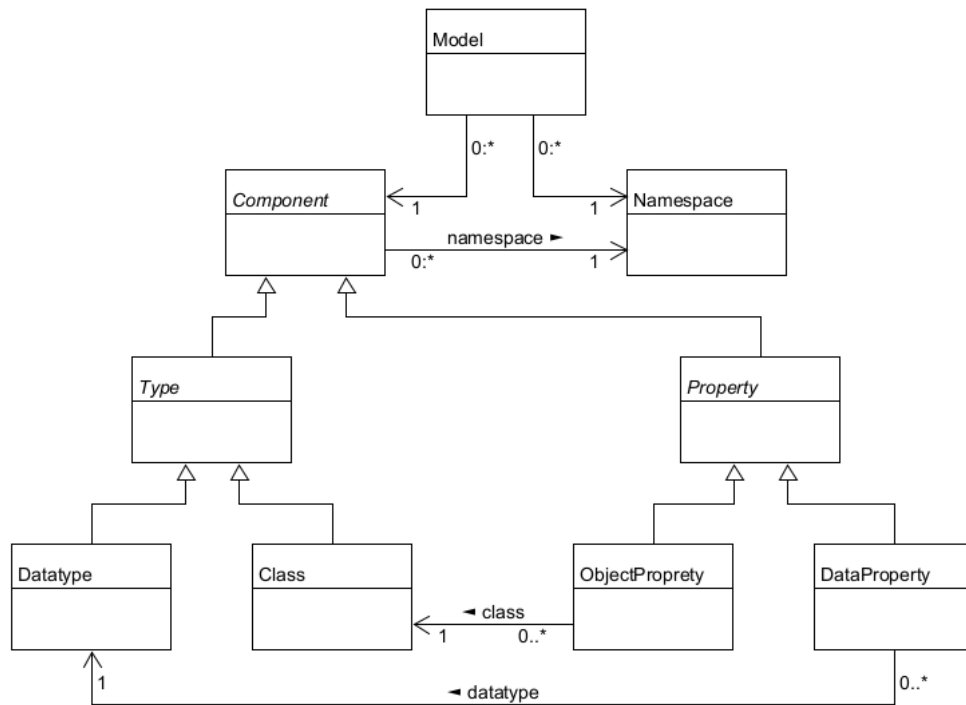 Model
0:*
0:*
Component
Namespace
1
1
namespace ►
0:*
1
Type
Property
Datatype
Class
ObjectProprety
DataProperty
◄ class
1
0..*
1
◄ datatype
0..*